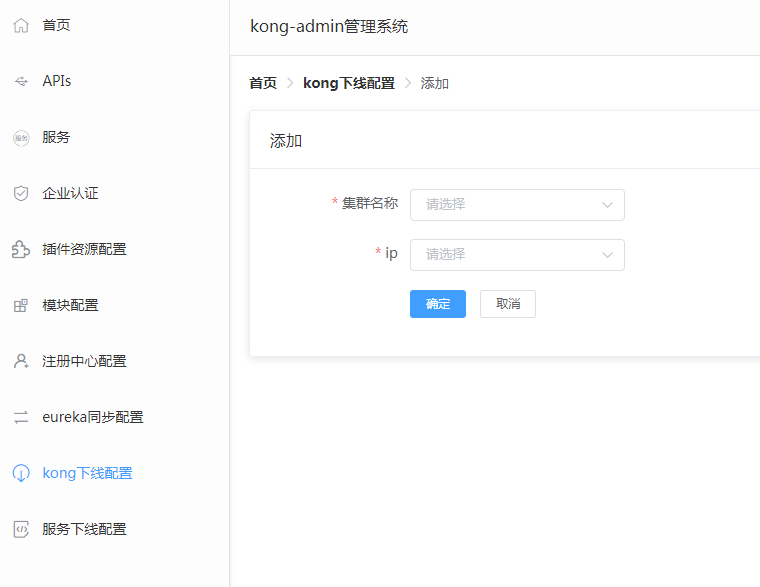 首页
APIs
服务
企业认证
插件资源配置
模块配置
注册中心配置
eureka同步配置
kong下线配置
服务下线配置
kong-admin管理系统
首页 > kong下线配置 > 添加
添加
* 集群名称 请选择
* ip 请选择
确定 取消